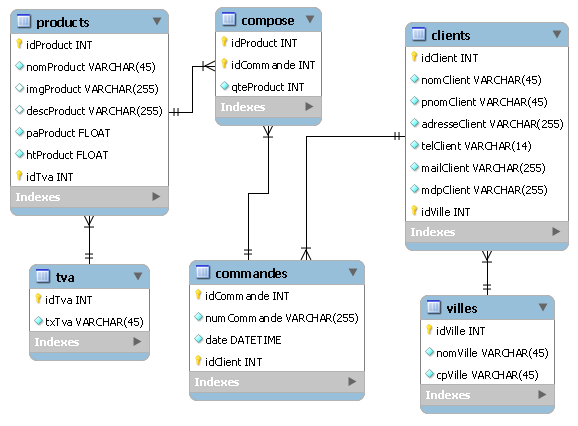 products
idProduct INT
nomProduct VARCHAR(45)
imgProduct VARCHAR(255)
descProduct VARCHAR(255)
paProduct FLOAT
htProduct FLOAT
idTva INT
Indexes
compose
idProduct INT
idCommande INT
qteProduct INT
Indexes
clients
idClient INT
nomClient VARCHAR(45)
pnomClient VARCHAR(45)
adresseClient VARCHAR(255)
telClient VARCHAR(14)
mailClient VARCHAR(255)
mdpClient VARCHAR(255)
idVille INT
Indexes
tva
idTva INT
txTva VARCHAR(45)
Indexes
commandes
idCommande INT
numCommande VARCHAR(255)
date DATETIME
idClient INT
Indexes
villes
idVille INT
nomVille VARCHAR(45)
cpVille VARCHAR(45)
Indexes